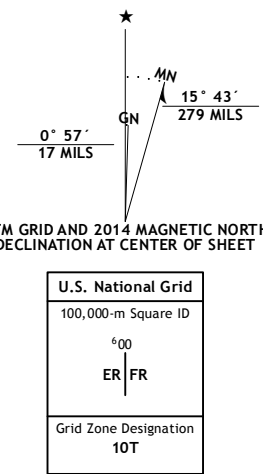 ★
MN
GN
15° 43´
279 MILS
0° 57´
17 MILS
TM GRID AND 2014 MAGNETIC NORTH
DECLINATION AT CENTER OF SHEET
U.S. National Grid
100,000-m Square ID
⁶00
ER FR
Grid Zone Designation
10T